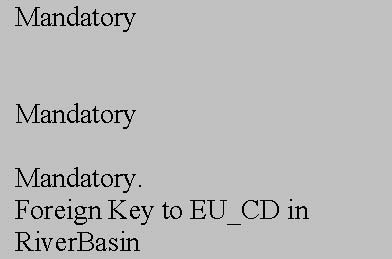 Mandatory
Mandatory
Mandatory.
Foreign Key to EU_CD in
RiverBasin